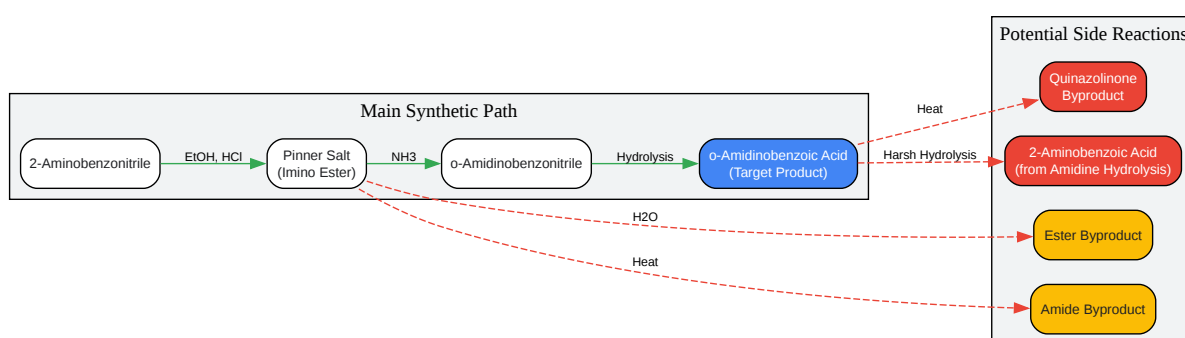 Potential Side Reactions
Quinazolinone
Byproduct
Main Synthetic Path
Heat
2-Aminobenzonitrile
EtOH, HCl
Pinner Salt
(Imino Ester)
NH3
o-Amidinobenzonitrile
Hydrolysis
o-Amidinobenzoic Acid
(Target Product)
Harsh Hydrolysis
2-Aminobenzoic Acid
(from Amidine Hydrolysis)
H2O
Ester Byproduct
Heat
Amide Byproduct